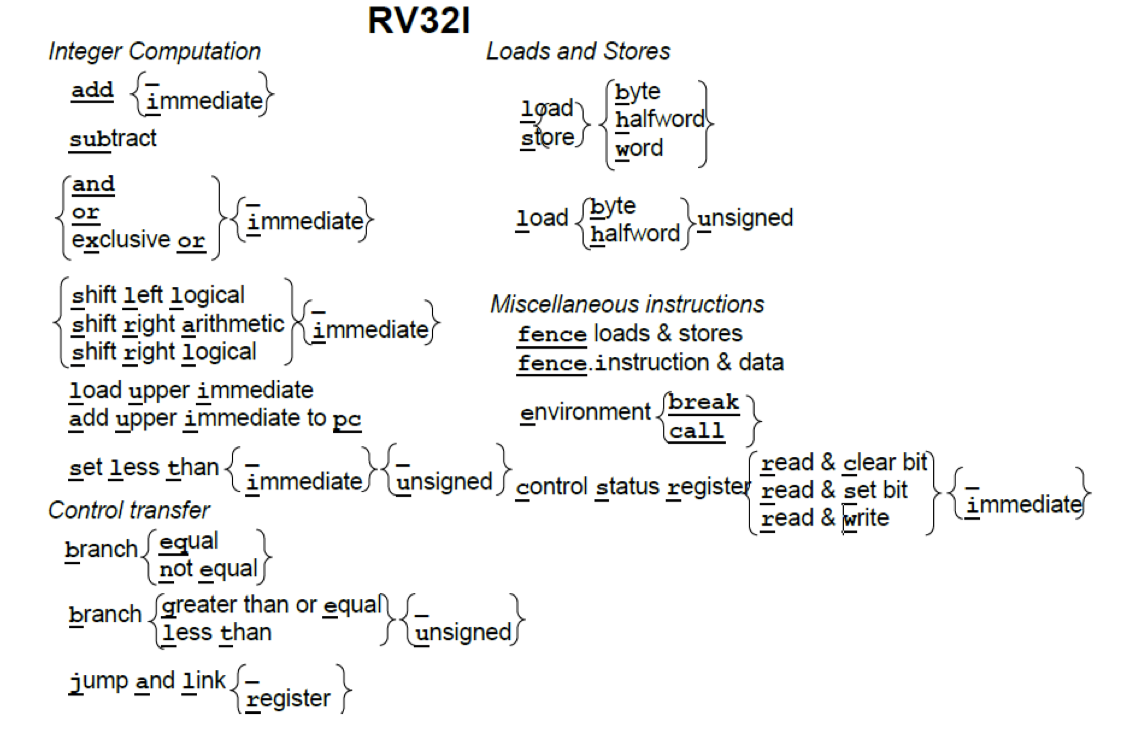 RV32I
Integer Computation
add { –
immediate }
subtract
{ and
or
exclusive or } { –
immediate }
{ shift left logical
shift right arithmetic
shift right logical } { –
immediate }
load upper immediate
add upper immediate to pc
set less than { –
immediate } { –
unsigned }
Control transfer
branch { equal
not equal }
branch { greater than or equal
less than } { –
unsigned }
jump and link { –
register }
Loads and Stores
load
store } { byte
halfword
word }
load { byte
halfword } unsigned
Miscellaneous instructions
fence loads & stores
fence.instruction & data
environment { break
call }
control status register { read & clear bit
read & set bit
read & write } { –
immediate }